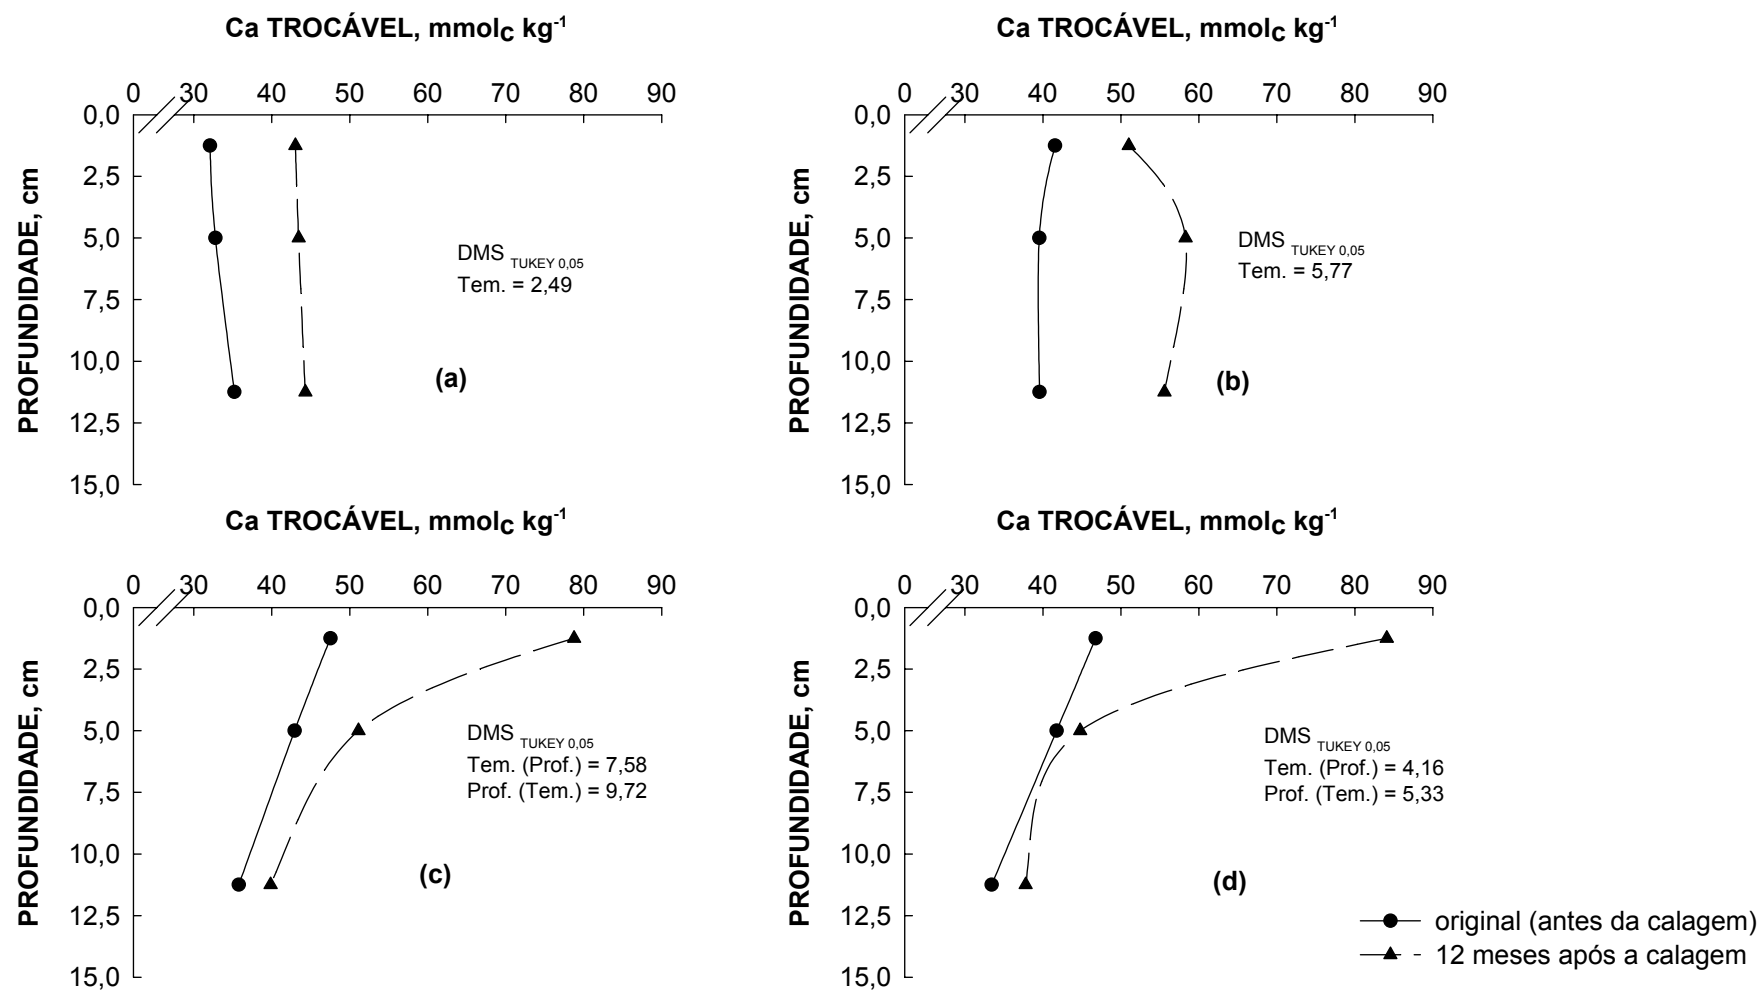 Ca TROCÁVEL, mmolc kg-1
0 30 40 50 60 70 80 90
0,0
2,5
5,0
7,5
10,0
12,5
15,0
PROFUNDIDADE, cm
DMS TUKEY 0,05
Tem. = 2,49
(a)
Ca TROCÁVEL, mmolc kg-1
0 30 40 50 60 70 80 90
0,0
2,5
5,0
7,5
10,0
12,5
15,0
PROFUNDIDADE, cm
DMS TUKEY 0,05
Tem. = 5,77
(b)
Ca TROCÁVEL, mmolc kg-1
0 30 40 50 60 70 80 90
0,0
2,5
5,0
7,5
10,0
12,5
15,0
PROFUNDIDADE, cm
DMS TUKEY 0,05
Tem. (Prof.) = 7,58
Prof. (Tem.) = 9,72
(c)
Ca TROCÁVEL, mmolc kg-1
0 30 40 50 60 70 80 90
0,0
2,5
5,0
7,5
10,0
12,5
15,0
PROFUNDIDADE, cm
DMS TUKEY 0,05
Tem. (Prof.) = 4,16
Prof. (Tem.) = 5,33
(d)
original (antes da calagem)
12 meses após a calagem